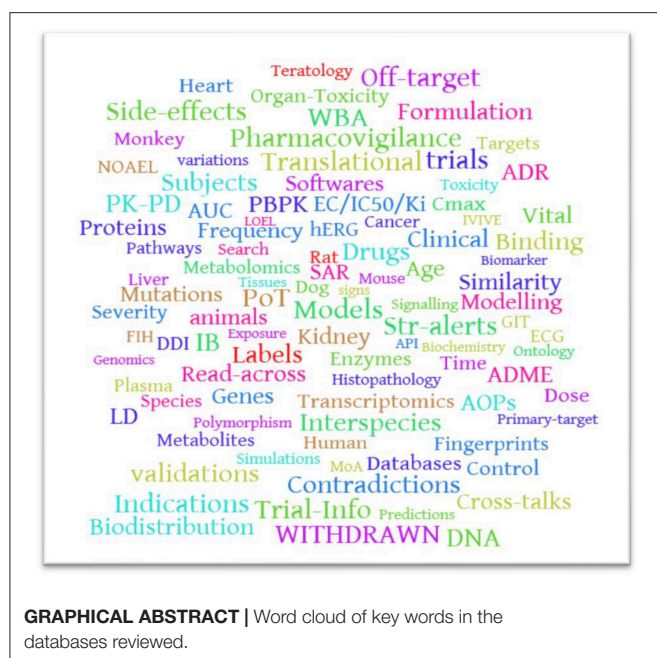 Teratology
Heart Off-target
Organ-Toxicity
Side-effects WBA Formulation
Monkey Pharmacovigilance Targets
NOAEL variations Translational trials ADR
Subjects Softwares Toxicity
PK-PD AUC PBPK EC/IC50/Ki Cmax IVIVE Vital
Proteins LOEL Frequency hERG Cancer Clinical Binding
Pathways Search Rat Drugs Biomarker
Metabolomics SAR Mouse Age Similarity
Liver Tissues Dog signs
Mutations PoT Models Signalling Modelling
Severity animals Str-alerts GIT
FIH DDI IB Exposure Kidney API Biochemistry ECG
Genomics Labels Enzymes Time Ontology
Plasma Read-across Histopathology ADME
Species Genes Transcriptomics AOPs Dose
LD Polymorphism Interspecies Primary-target
Metabolites Human Fingerprints
Simulations MoA Databases Control
validations Contradictions
Indications Trial-Info Predictions Cross-talks
Biodistribution WITHDRAWN DNA
GRAPHICAL ABSTRACT | Word cloud of key words in the
databases reviewed.